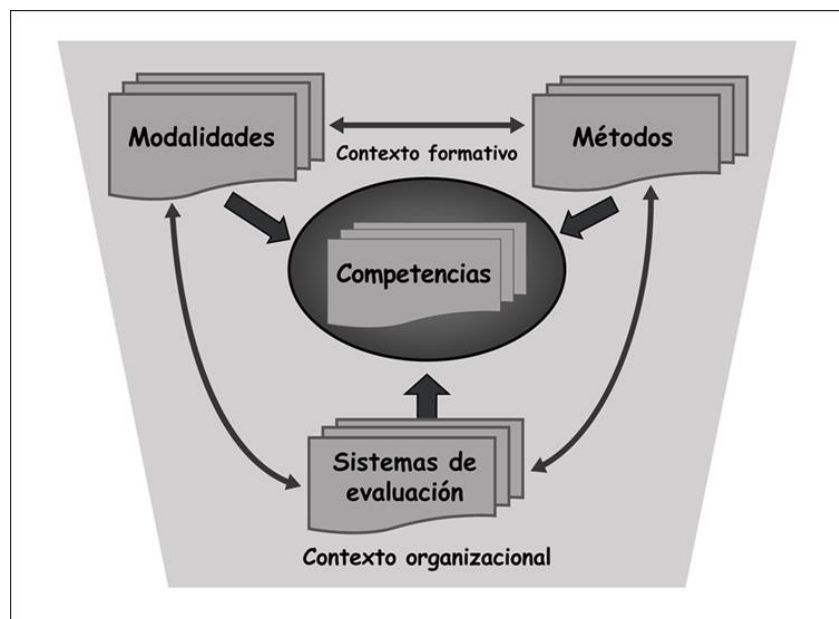 Modalidades
Métodos
Contexto formativo
Competencias
Sistemas de
evaluación
Contexto organizacional